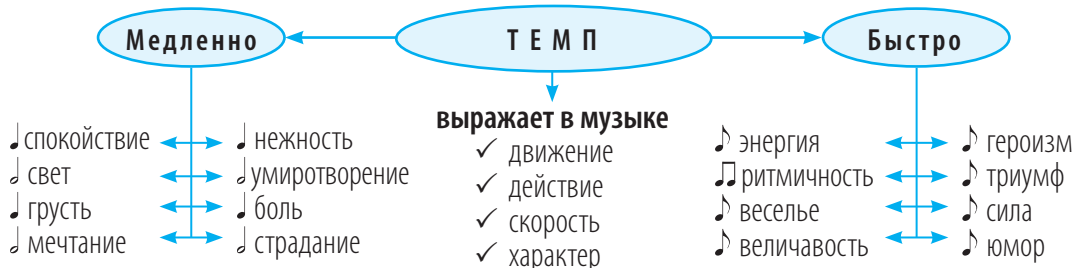 Медленно
ТЕМП
Быстро
выражает в музыке
✓ движение
✓ действие
✓ скорость
✓ характер
спокойствие
нежность
свет
умиротворение
грусть
боль
мечтание
страдание
энергия
героизм
ритмичность
триумф
веселье
сила
величавость
юмор